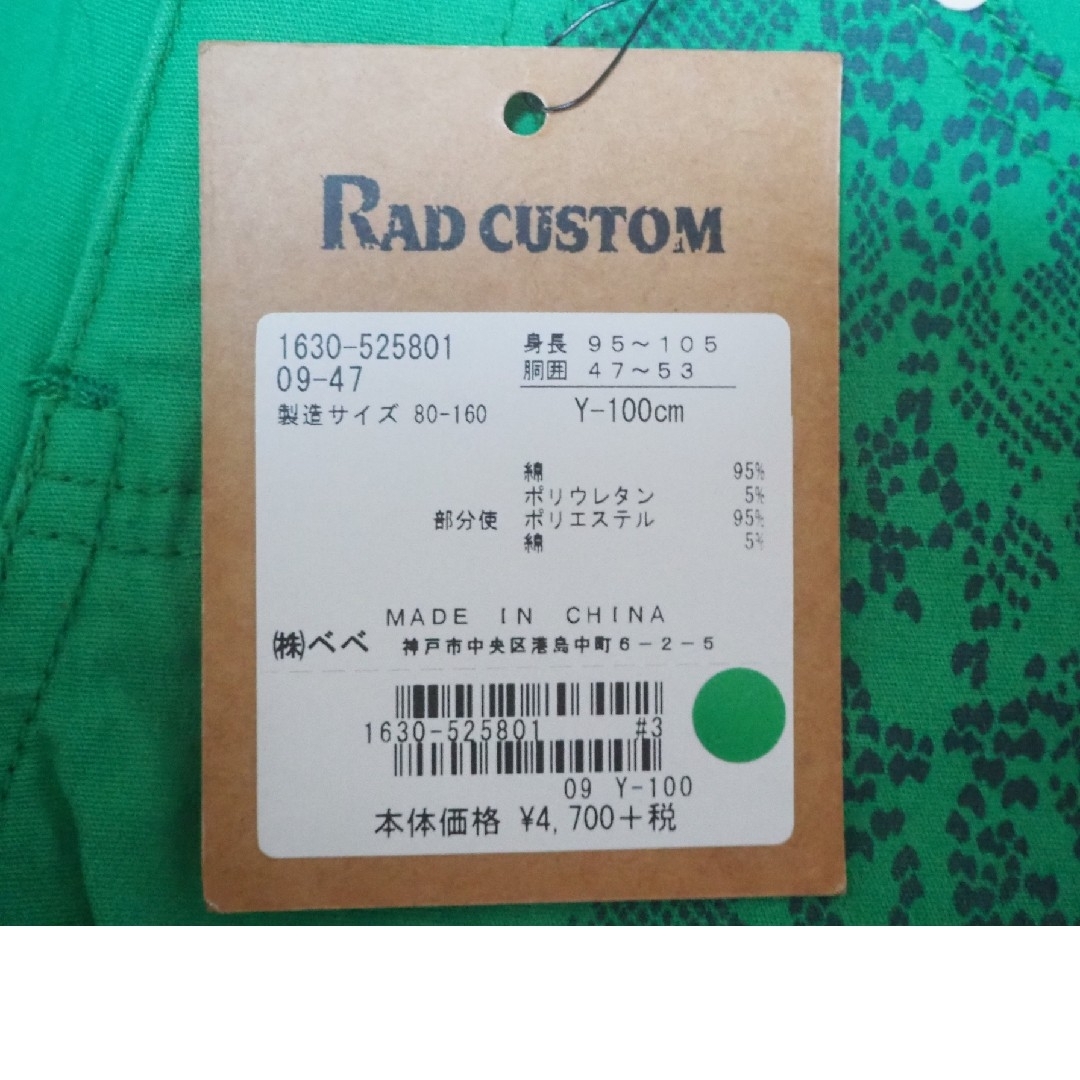 RAD CUSTOM
1630-525801
09-47
製造サイズ 80-160
身長 95～105
胴囲 47～53
Y-100cm
綿 95%
ポリウレタン 5%
部分使 ポリエステル 95%
綿 5%
MADE IN CHINA
㈱べべ 神戸市中央区港島中町6-2-5
1630-525801 #3
09 Y-100
本体価格 ¥4,700+税